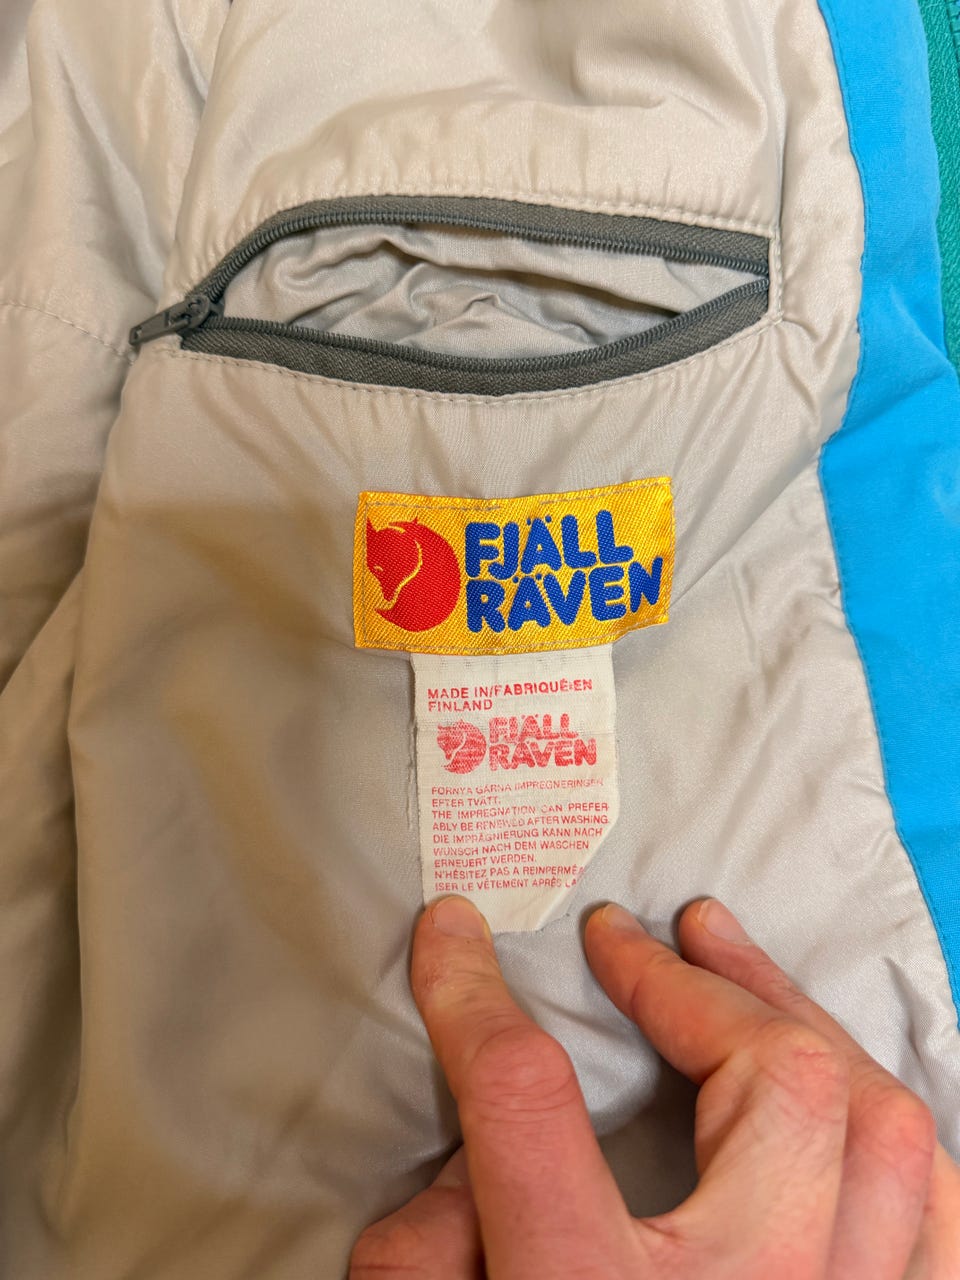 FJÄLL
RÄVEN
MADE IN/FABRIQUÉ EN
FINLAND
FJÄLL
RÄVEN
FÖRNYA GÄRNA IMPREGNERINGEN
EFTER TVÄTT.
THE IMPREGNATION CAN PREFER
ABLY BE RENEWED AFTER WASHING.
DIE IMPRÄGNIERUNG KANN NACH
WUNSCH NACH DEM WASCHEN
ERNEUERT WERDEN.
N'HÉSITEZ PAS A REINPERMÉA
ISER LE VÊTEMENT APRÈS LA